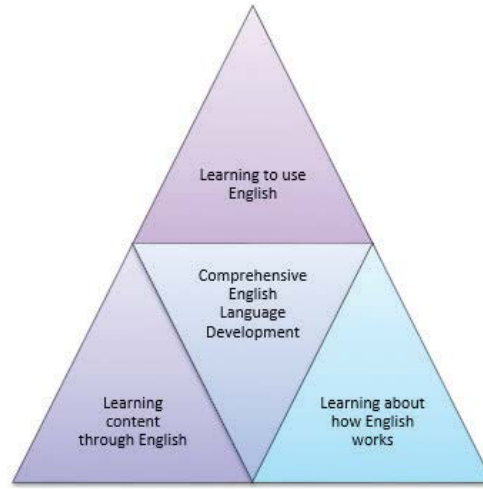 Learning to use
English
Comprehensive
English
Language
Development
Learning
content
through English
Learning about
how English
works